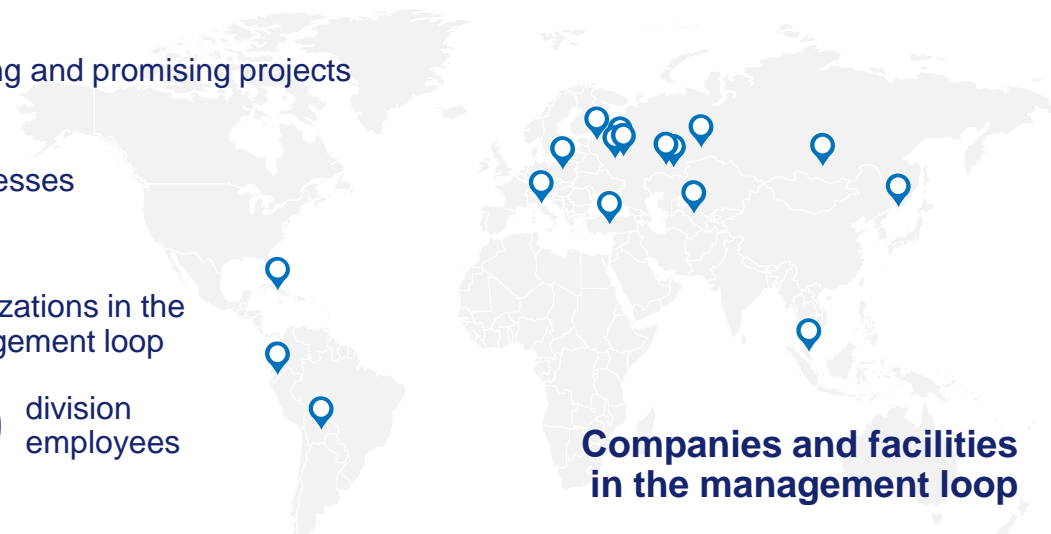 ng and promising projects
esses
zations in the
gement loop
division
employees
Companies and facilities
in the management loop